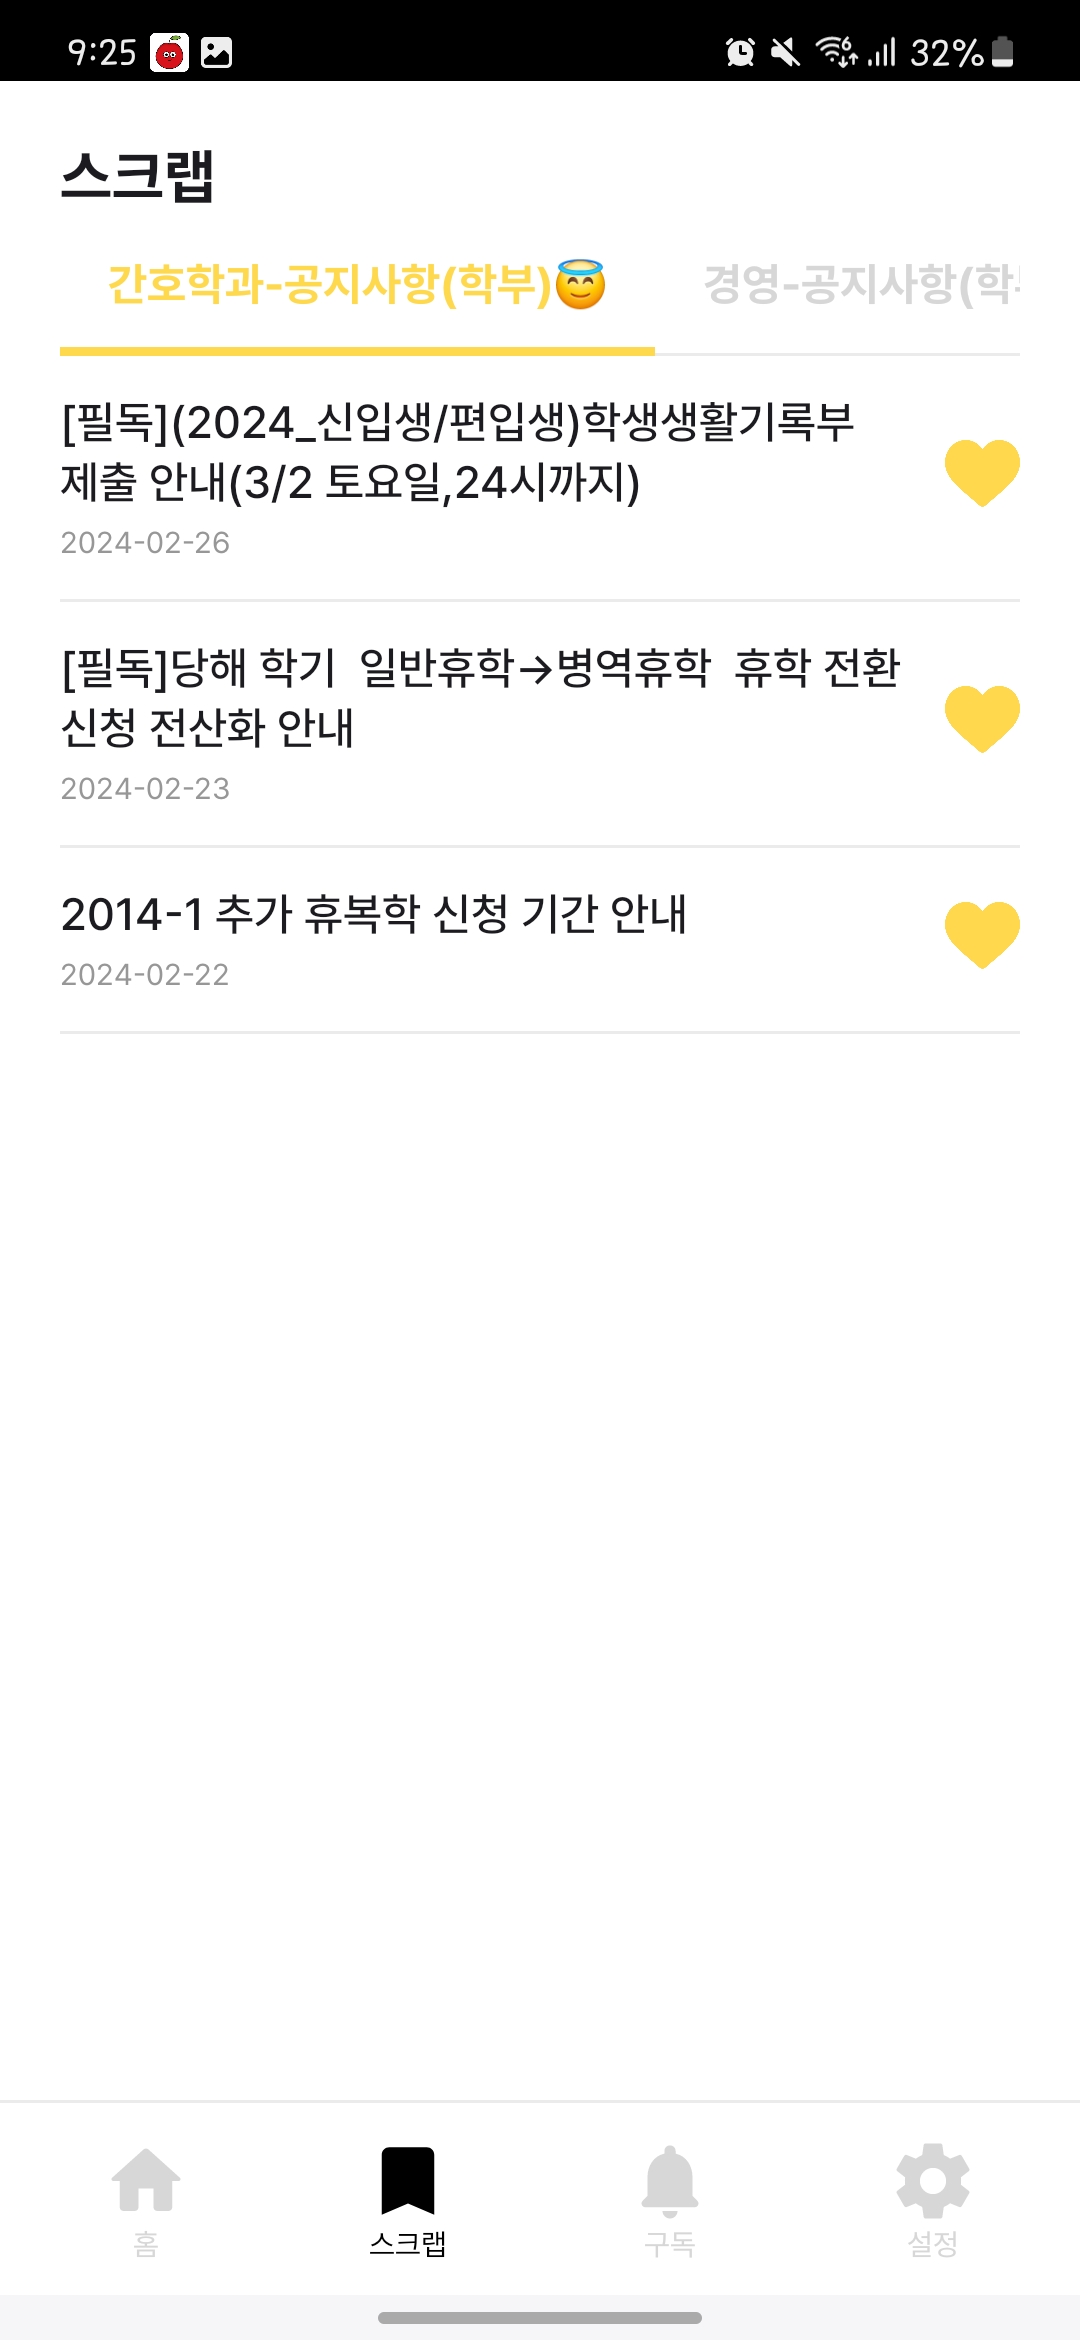 9:25
32%
스크랩
간호학과-공지사항(학부)😇
경영-공지사항(학
[필독](2024_신입생/편입생)학생생활기록부
제출 안내(3/2 토요일,24시까지)
2024-02-26
[필독]당해 학기  일반휴학→병역휴학  휴학 전환
신청 전산화 안내
2024-02-23
2014-1 추가 휴복학 신청 기간 안내
2024-02-22
홈
스크랩
구독
설정